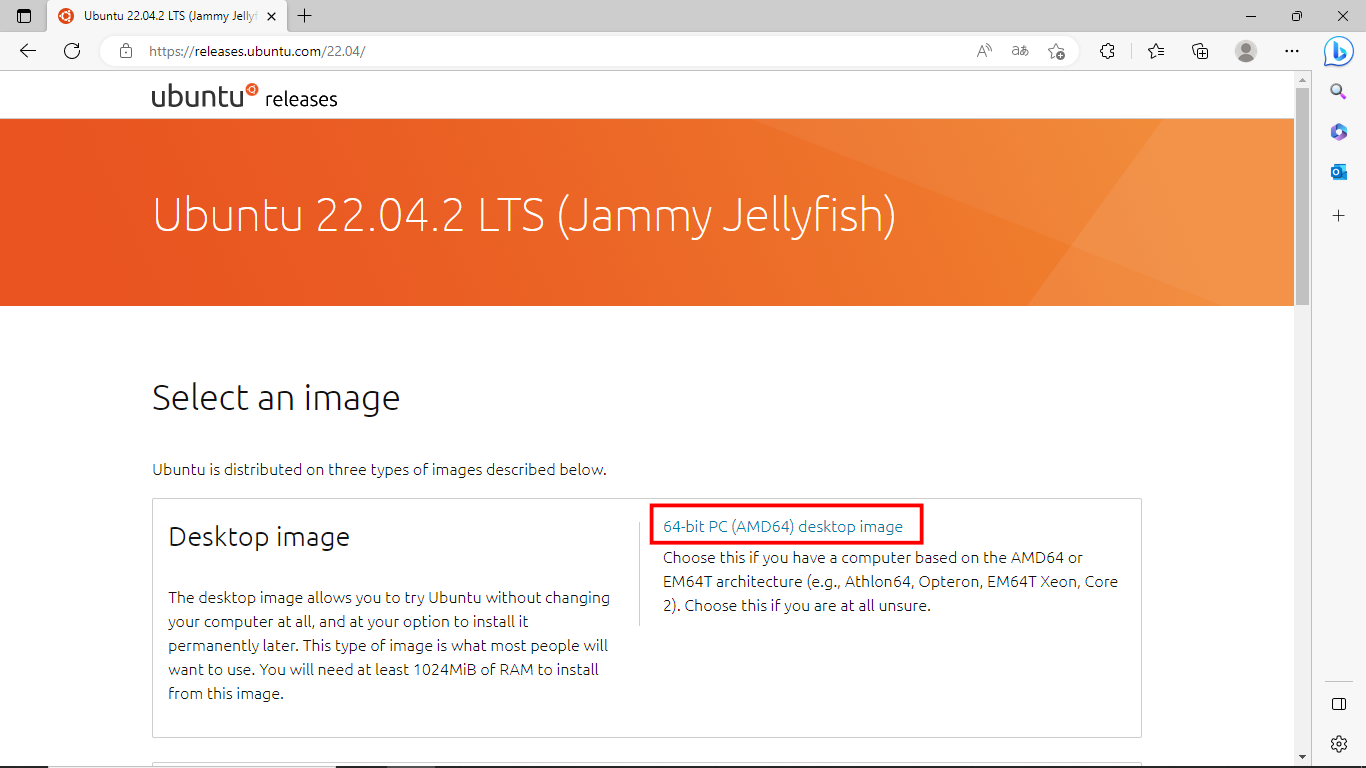 Ubuntu 22.04.2 LTS (Jammy Jellyf
https://releases.ubuntu.com/22.04/
ubuntu releases
Ubuntu 22.04.2 LTS (Jammy Jellyfish)
Select an image
Ubuntu is distributed on three types of images described below.
Desktop image
The desktop image allows you to try Ubuntu without changing
your computer at all, and at your option to install it
permanently later. This type of image is what most people will
want to use. You will need at least 1024MiB of RAM to install
from this image.
64-bit PC (AMD64) desktop image
Choose this if you have a computer based on the AMD64 or
EM64T architecture (e.g., Athlon64, Opteron, EM64T Xeon, Core
2). Choose this if you are at all unsure.